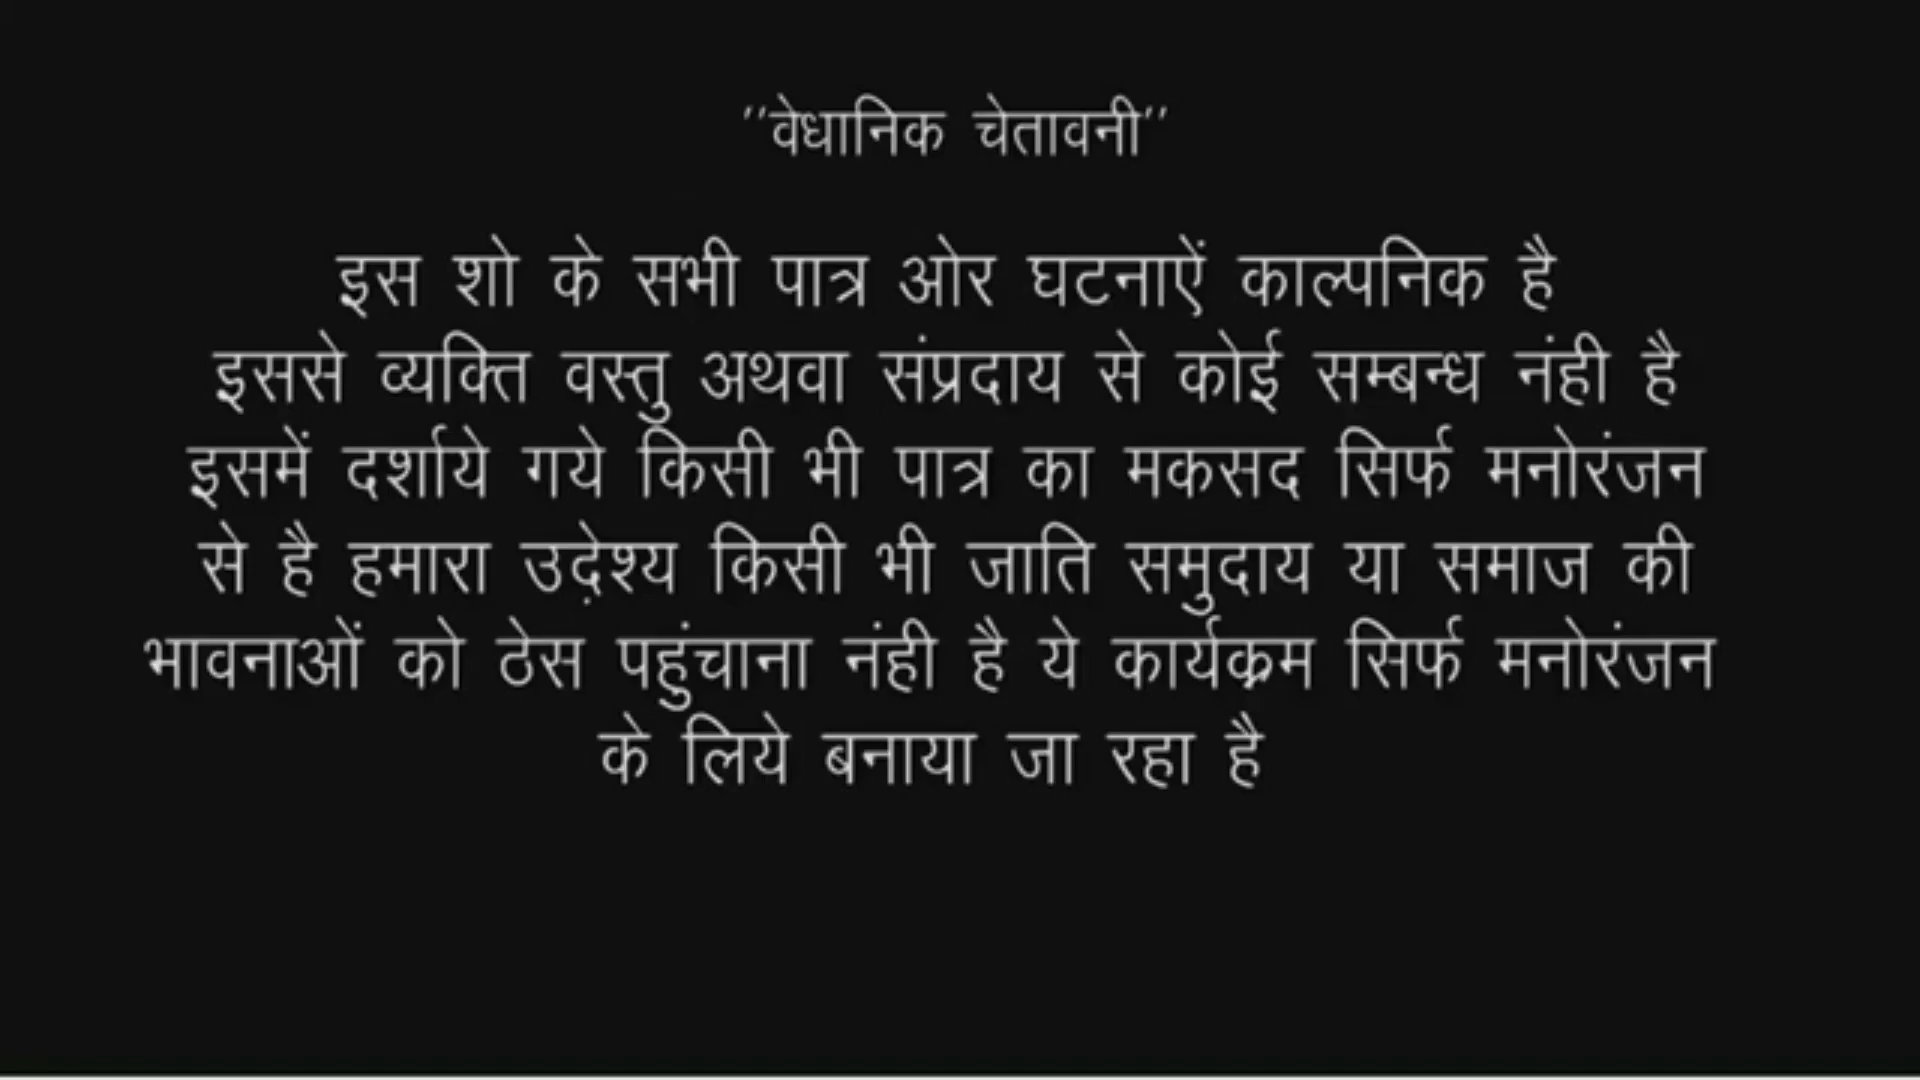 "वेधानिक चेतावनी"
इस शो के सभी पात्र ओर घटनाऐं काल्पनिक है
इससे व्यक्ति वस्तु अथवा संप्रदाय से कोई सम्बन्ध नंही है
इसमें दर्शाये गये किसी भी पात्र का मकसद सिर्फ मनोरंजन
से है हमारा उद़ेश्य किसी भी जाति समुदाय या समाज की
भावनाओं को ठेस पहुंचाना नंही है ये कार्यक्रम सिर्फ मनोरंजन
के लिये बनाया जा रहा है